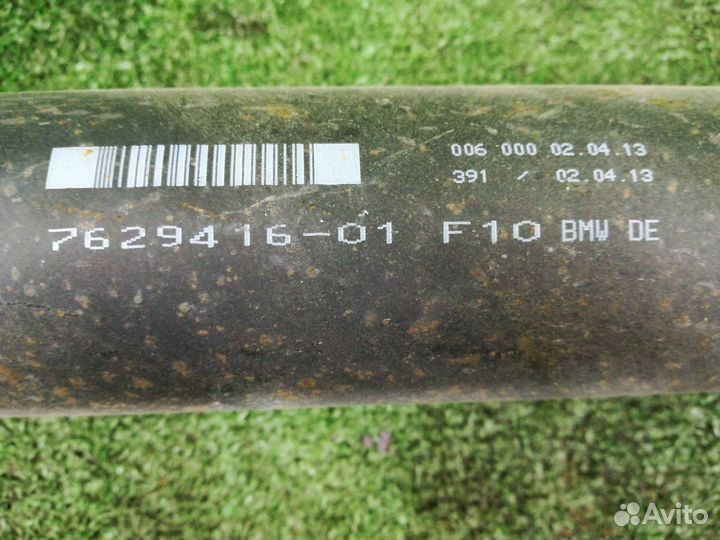 006 000 02.04.13
391 / 02.04.13
7629416-01 F10 BMW DE
Avito